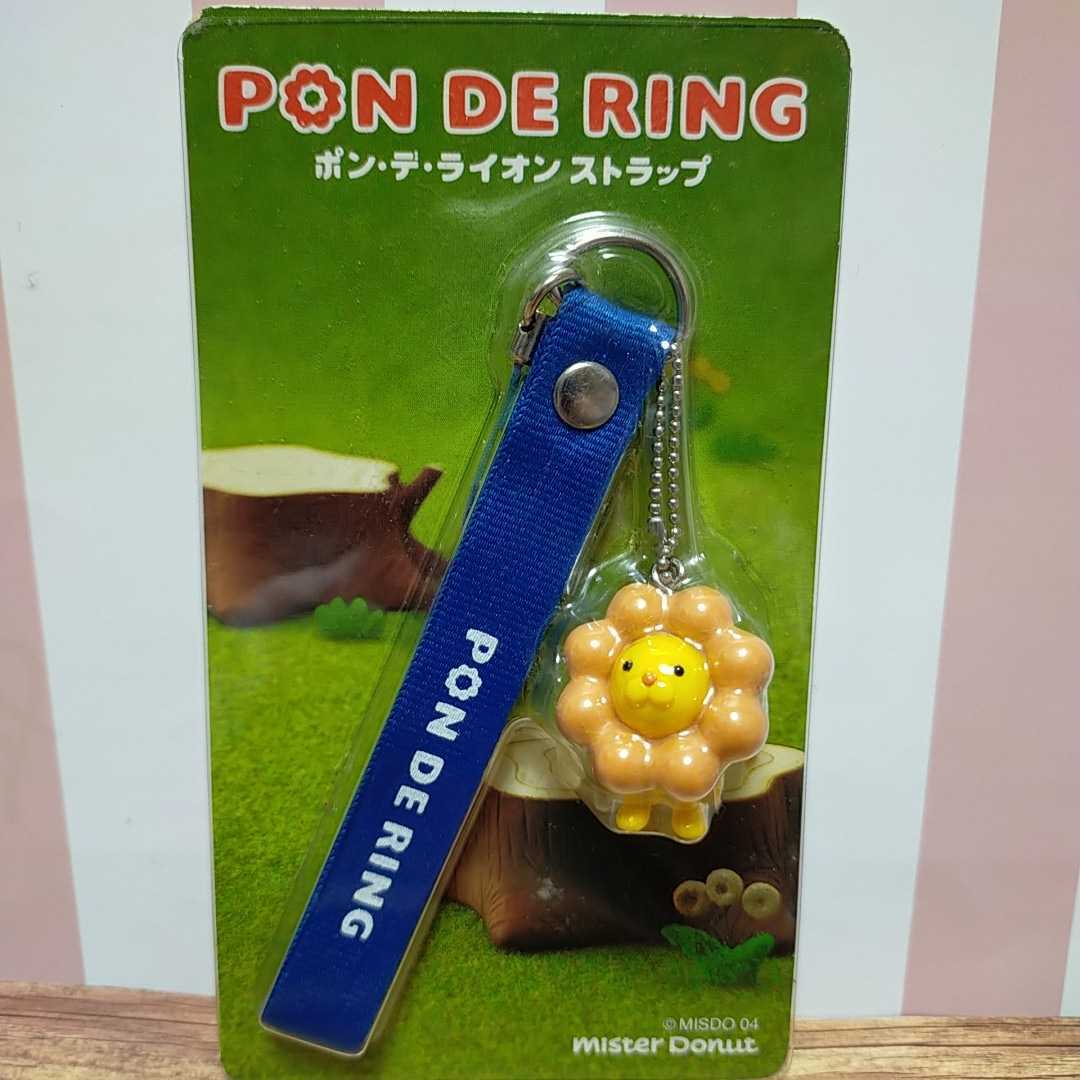 PON DE RING
ポン・デ・ライオン ストラップ
PON DE RING
© MISDO 04
mister Donut